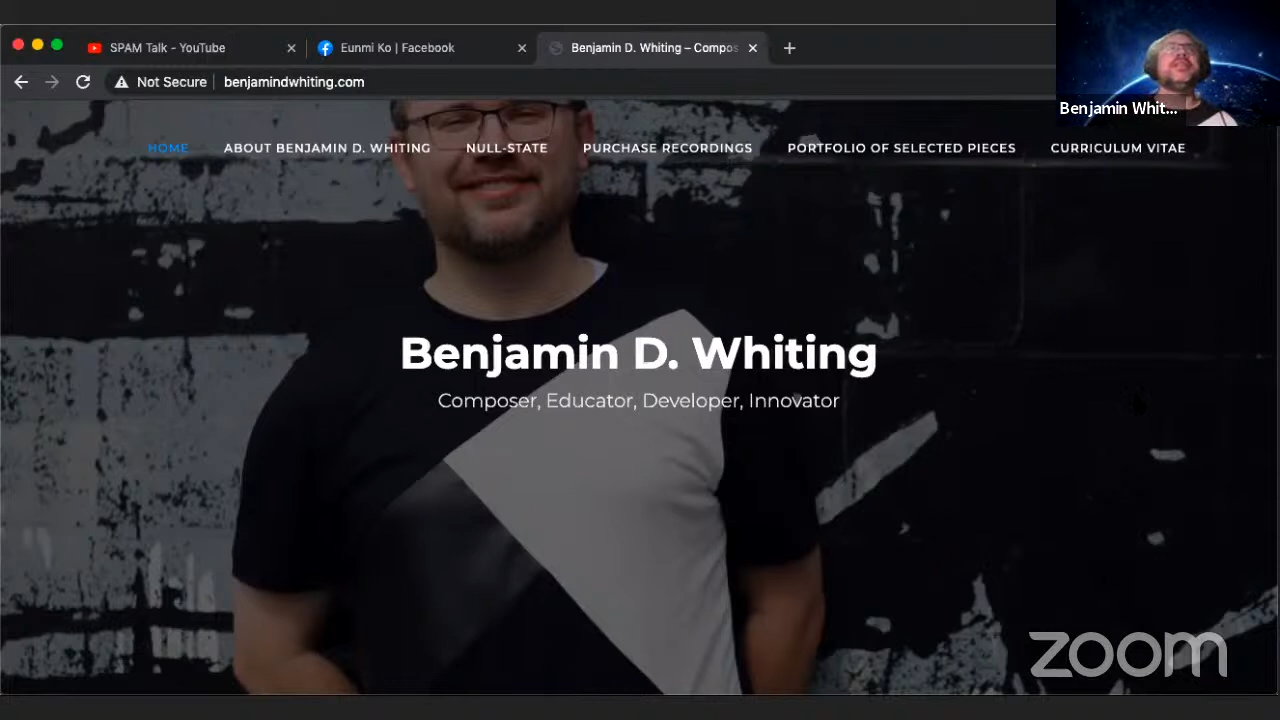 SPAM Talk - YouTube
Eunmi Ko | Facebook
Benjamin D. Whiting – Compos
Not Secure
benjamindwhiting.com
Benjamin Whit...
HOME
ABOUT BENJAMIN D. WHITING
NULL-STATE
PURCHASE RECORDINGS
PORTFOLIO OF SELECTED PIECES
CURRICULUM VITAE
Benjamin D. Whiting
Composer, Educator, Developer, Innovator
zoom